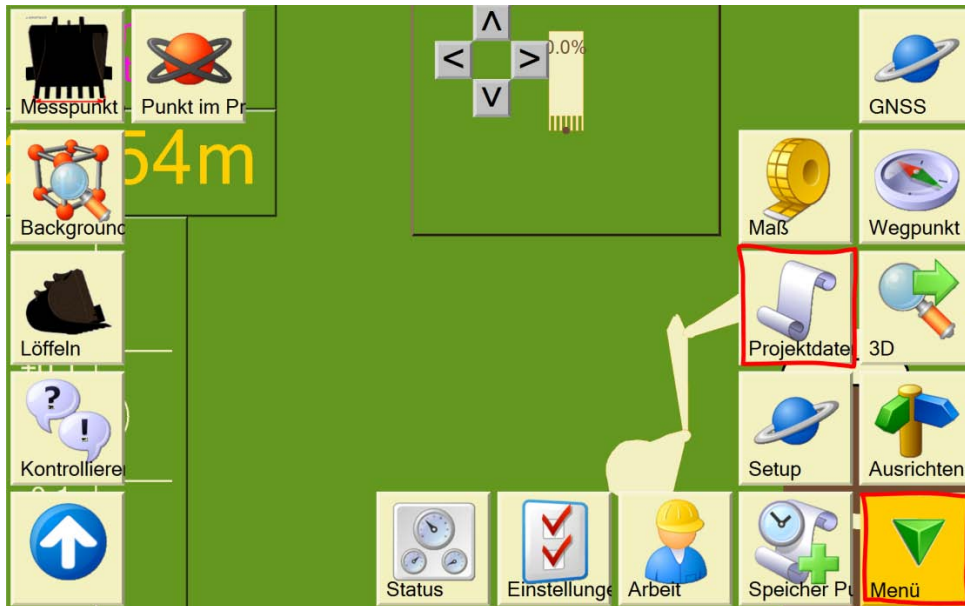 Messpunkt
Punkt im Pr
0.0%
GNSS
54m
Background
Maß
Wegpunkt
Löffeln
Projektdate
3D
Kontrolliere
Setup
Ausrichten
Status
Einstellunge
Arbeit
Speicher Pu
Menü